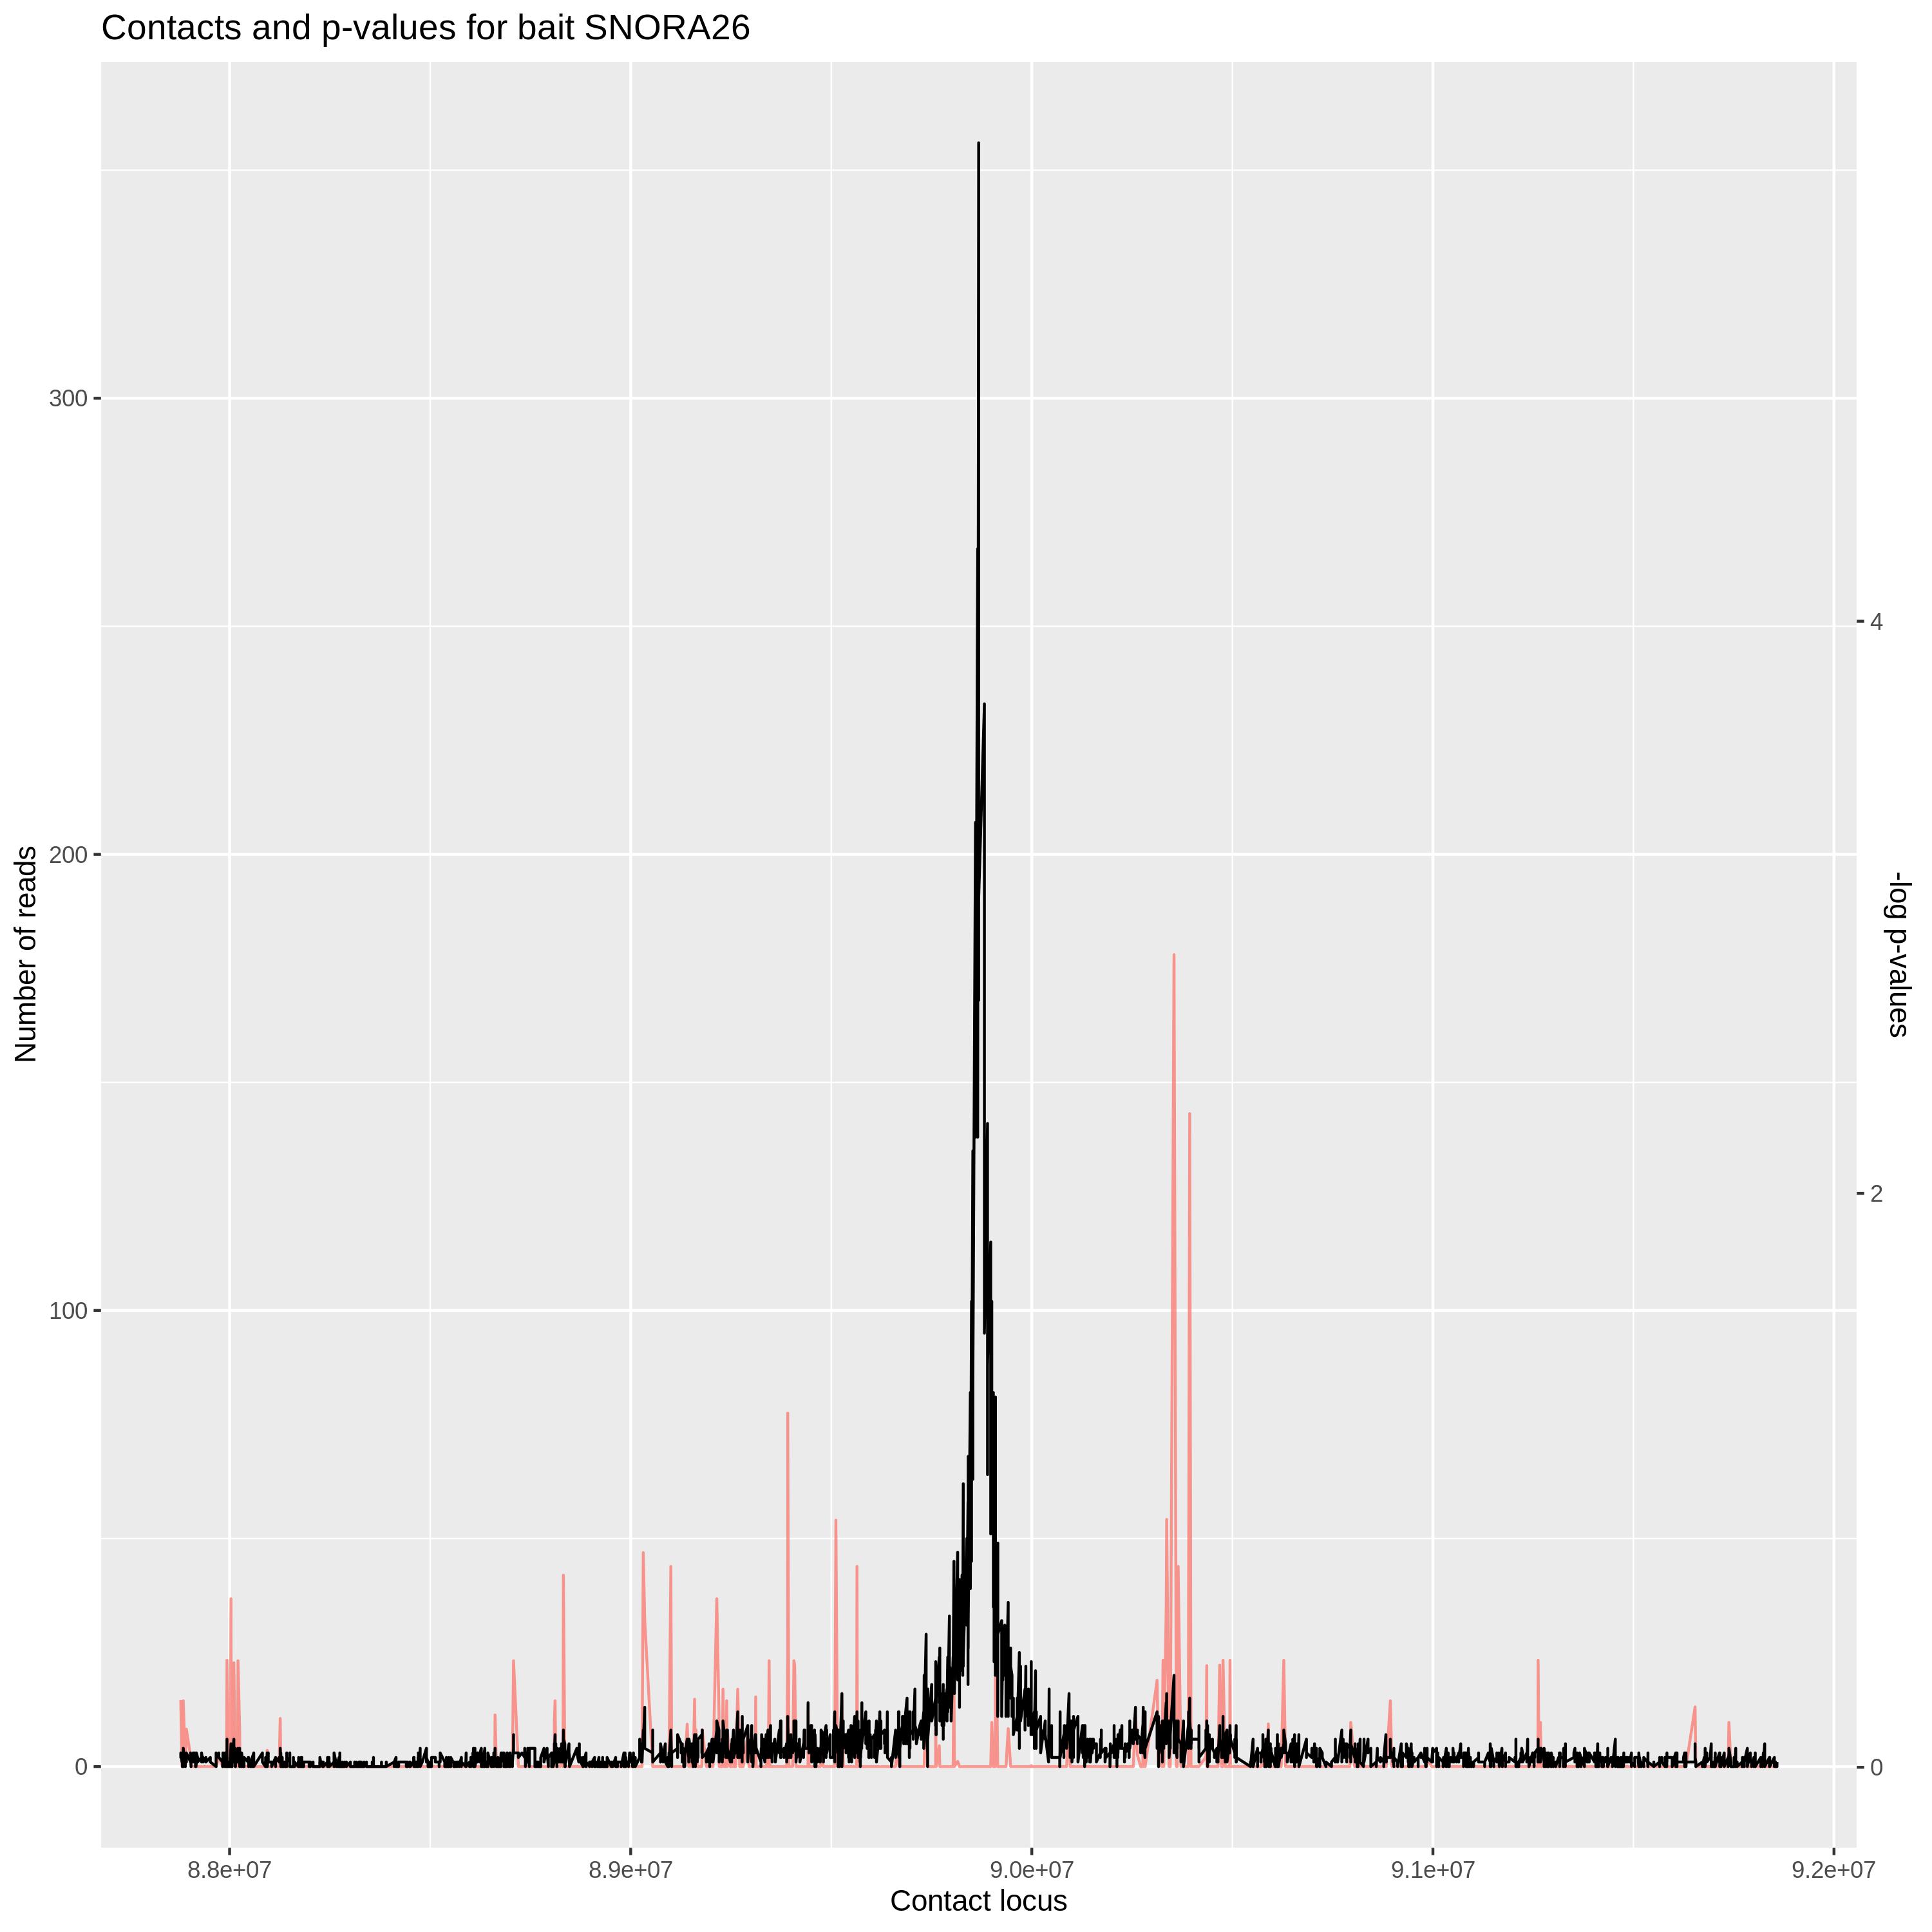 Contacts and p-values for bait SNORA26
Number of reads
300
200
100
0
4
2
0
-log p-values
8.8e+07
8.9e+07
9.0e+07
9.1e+07
9.2e+07
Contact locus